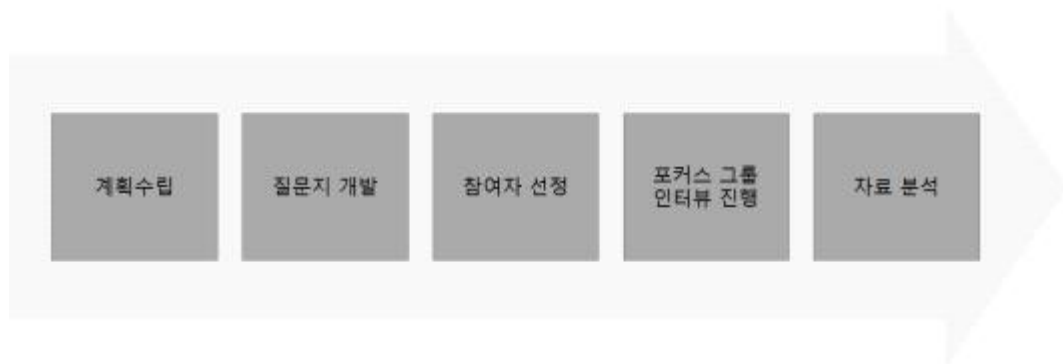 계획수립
질문지 개발
참여자 선정
포커스 그룹
인터뷰 진행
자료 분석